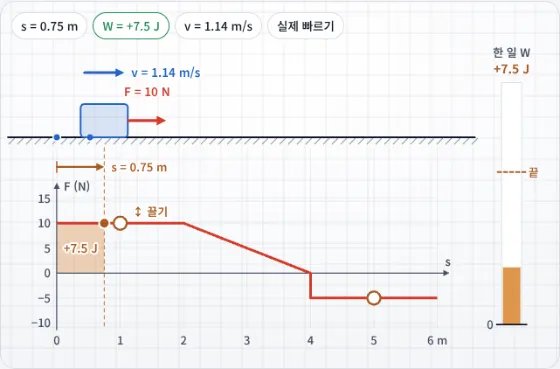 s = 0.75 m
W = +7.5 J
v = 1.14 m/s
실제 빠르기
한 일 W
+7.5 J
v = 1.14 m/s
F = 10 N
끝
s = 0.75 m
F (N)
↕ 끌기
15
10
5
0
−5
−10
+7.5 J
s
0
0
1
2
3
4
5
6 m